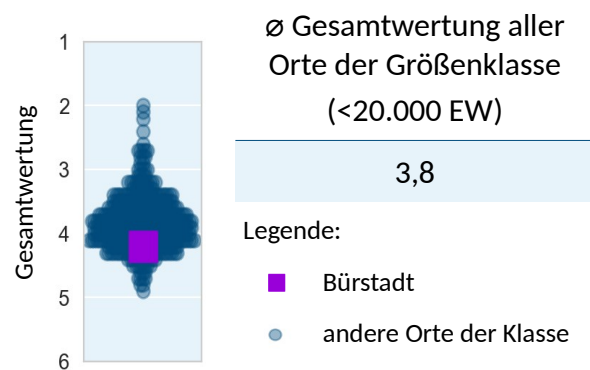 ø Gesamtwertung aller
Orte der Größenklasse
(<20.000 EW)
3,8
Legende:
Bürstadt
andere Orte der Klasse
Gesamtwertung
1
2
3
4
5
6